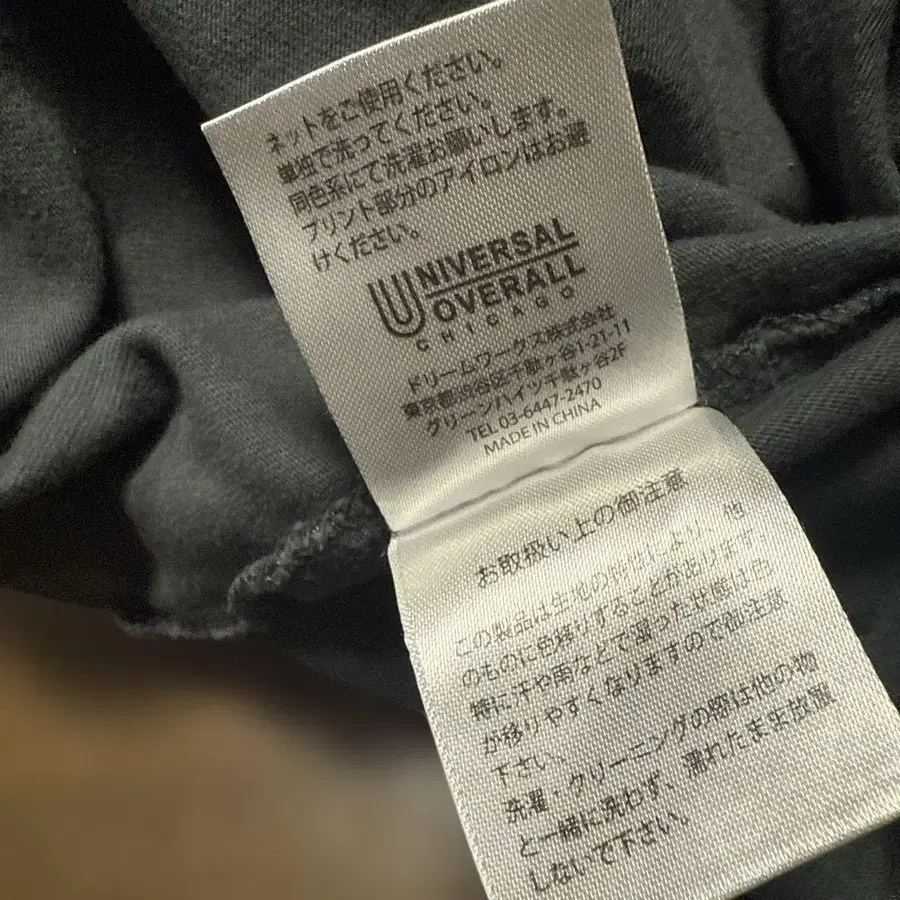 ネットをご使用ください。
単独で洗ってください。
同色系にて洗濯お願いします。
プリント部分のアイロンはお避
けください。
UNIVERSAL
OVERALL
CHICAGO
ドリームワークス株式会社
東京都渋谷区千駄ヶ谷1-21-11
グリーンハイツ千駄ヶ谷2F
TEL 03-6447-2470
MADE IN CHINA
お取扱い上の御注意
この製品は生地の特性により、他
のものに色移りすることがあります。
特に汗や雨などで湿った状態は色
が移りやすくなりますので御注意
下さい。
洗濯・クリーニングの際は他の物
と一緒に洗わず、濡れたまま放置
しないで下さい。